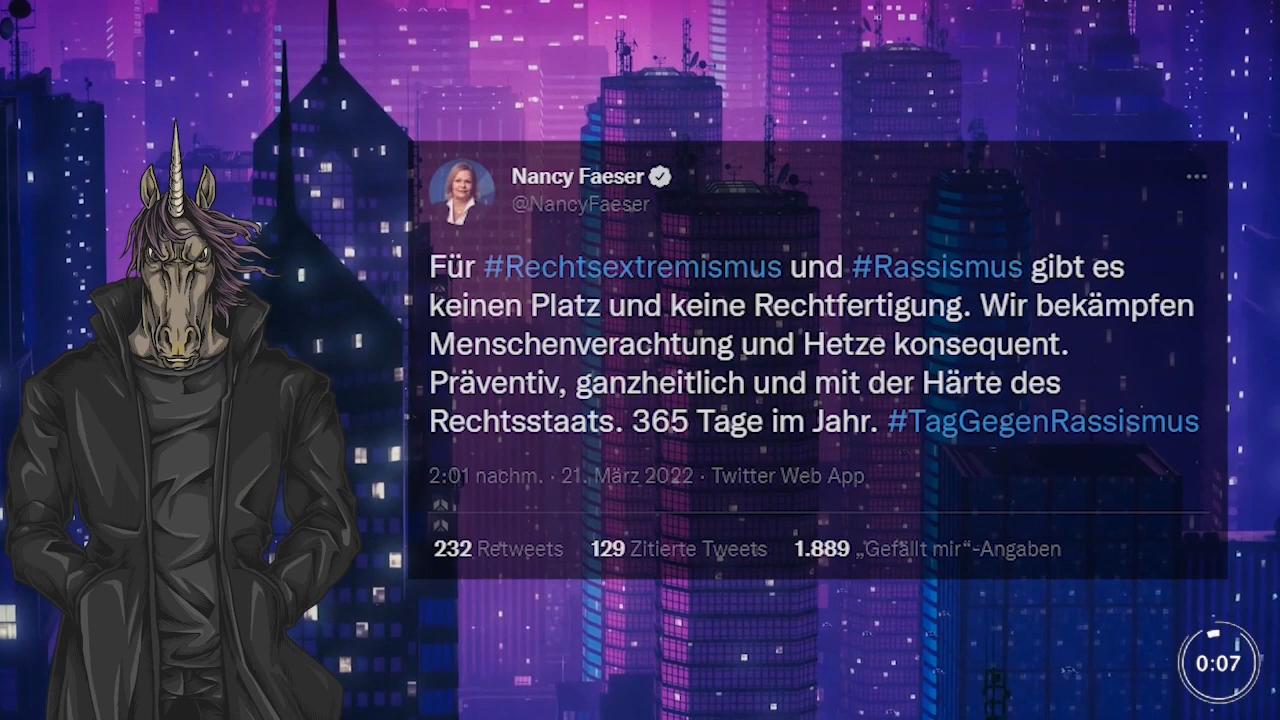 Nancy Faeser
@NancyFaeser
Für #Rechtsextremismus und #Rassismus gibt es
keinen Platz und keine Rechtfertigung. Wir bekämpfen
Menschenverachtung und Hetze konsequent.
Präventiv, ganzheitlich und mit der Härte des
Rechtsstaats. 365 Tage im Jahr. #TagGegenRassismus
2:01 nachm. · 21. März 2022 · Twitter Web App
232 Retweets 129 Zitierte Tweets 1.889 „Gefällt mir“-Angaben
0:07